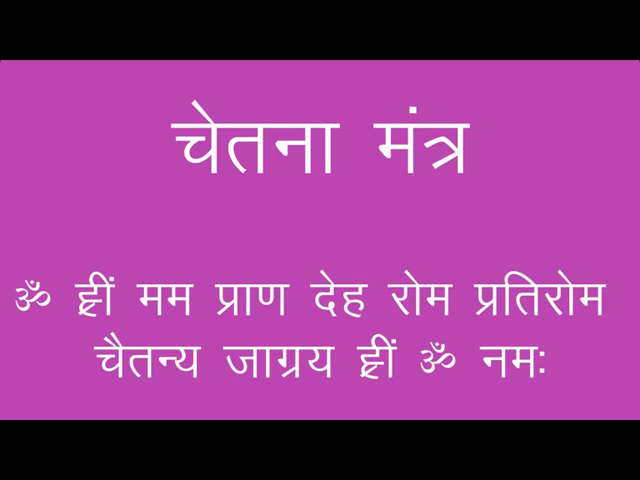 चेतना मंत्र
ॐ ह्रीं मम प्राण देह रोम प्रतिरोम
चैतन्य जाग्रय ह्रीं ॐ नमः